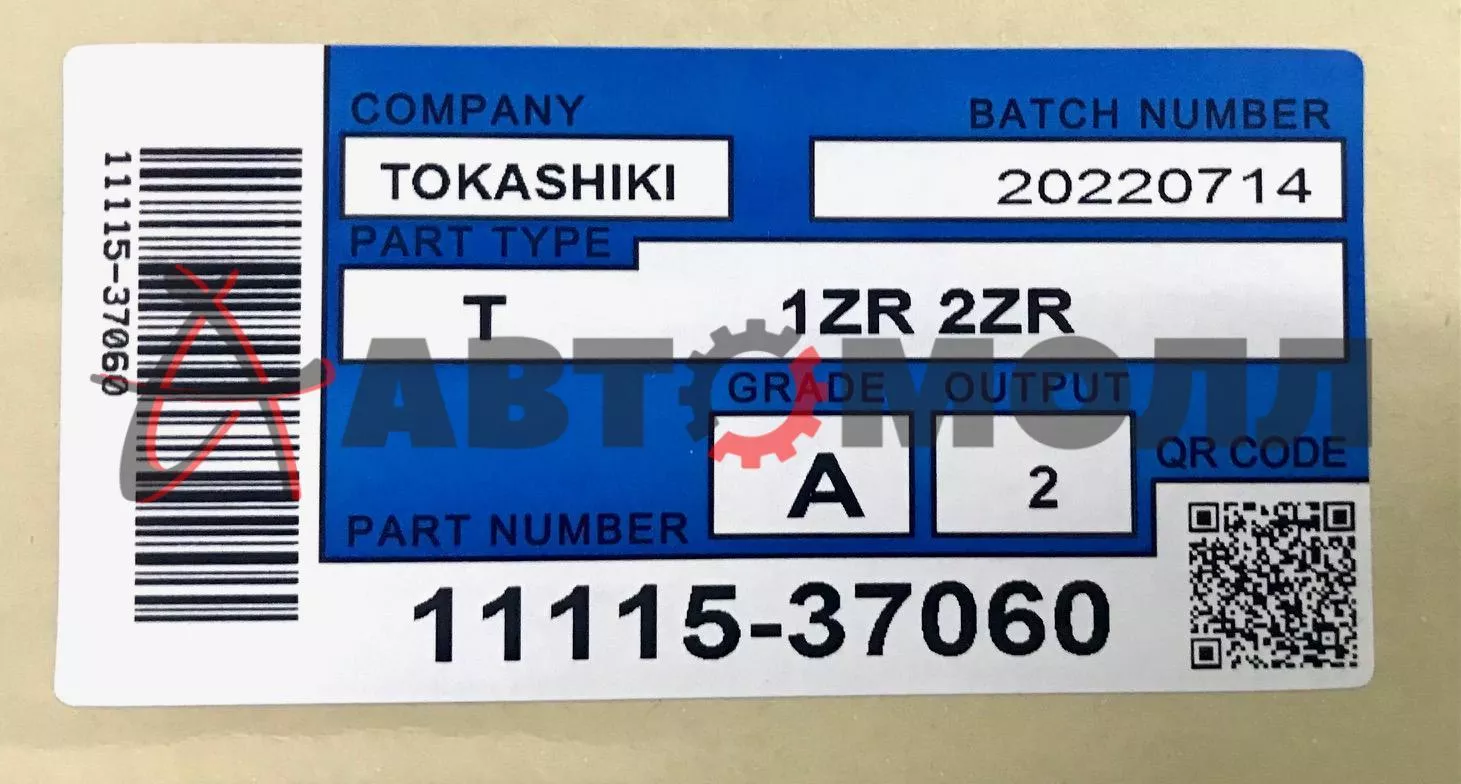 11115-37060
COMPANY
BATCH NUMBER
TOKASHIKI
20220714
PART TYPE
T 1ZR 2ZR
АВТОМОЛЛ
GRADE OUTPUT
A 2
QR CODE
PART NUMBER
11115-37060